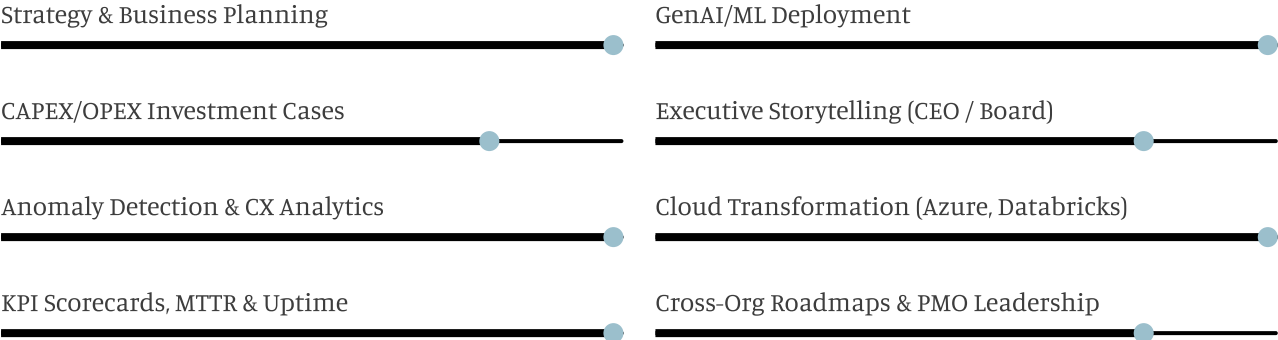 Strategy & Business Planning
GenAI/ML Deployment
CAPEX/OPEX Investment Cases
Executive Storytelling (CEO / Board)
Anomaly Detection & CX Analytics
Cloud Transformation (Azure, Databricks)
KPI Scorecards, MTTR & Uptime
Cross-Org Roadmaps & PMO Leadership